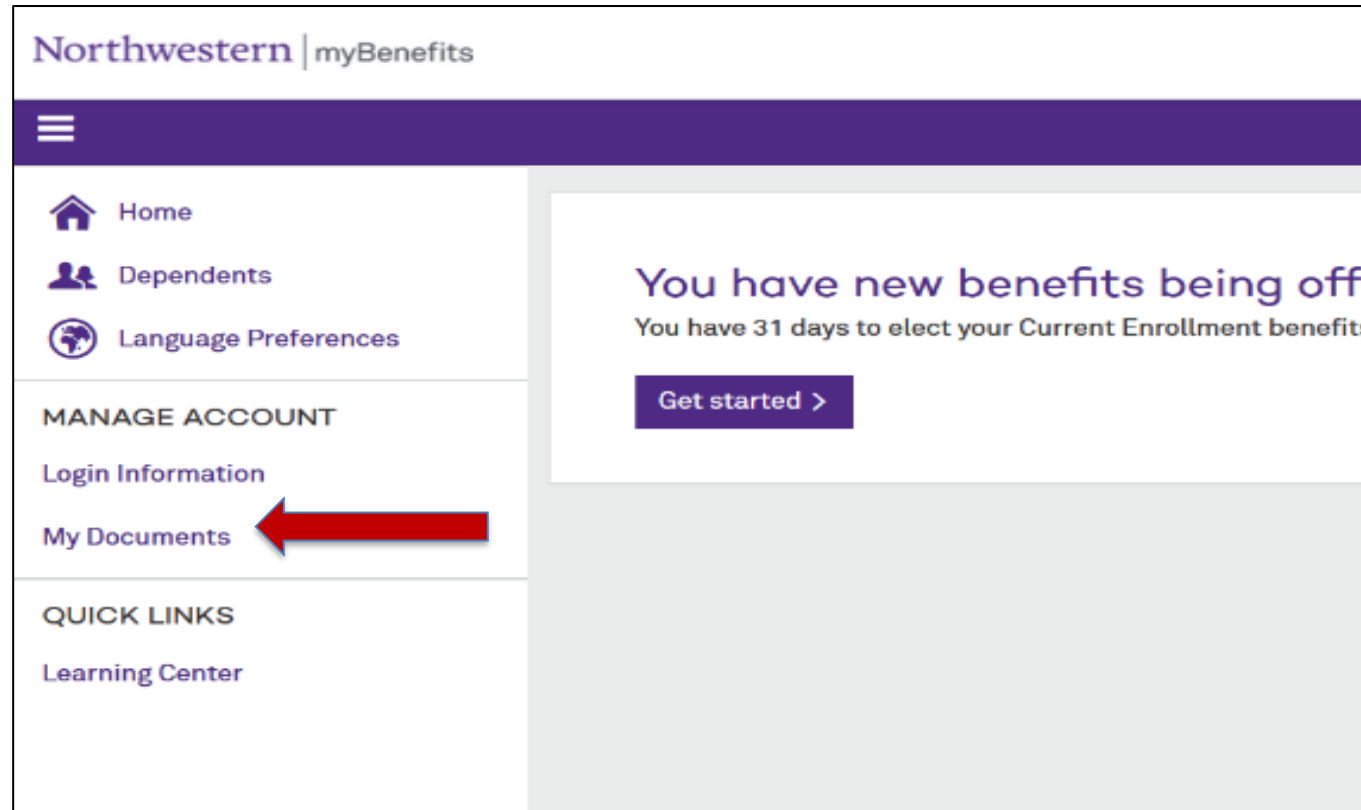 Northwestern | myBenefits
Home
Dependents
Language Preferences
MANAGE ACCOUNT
Login Information
My Documents
QUICK LINKS
Learning Center
You have new benefits being off
You have 31 days to elect your Current Enrollment benefits
Get started >